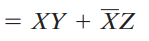 = XY + X̅Z